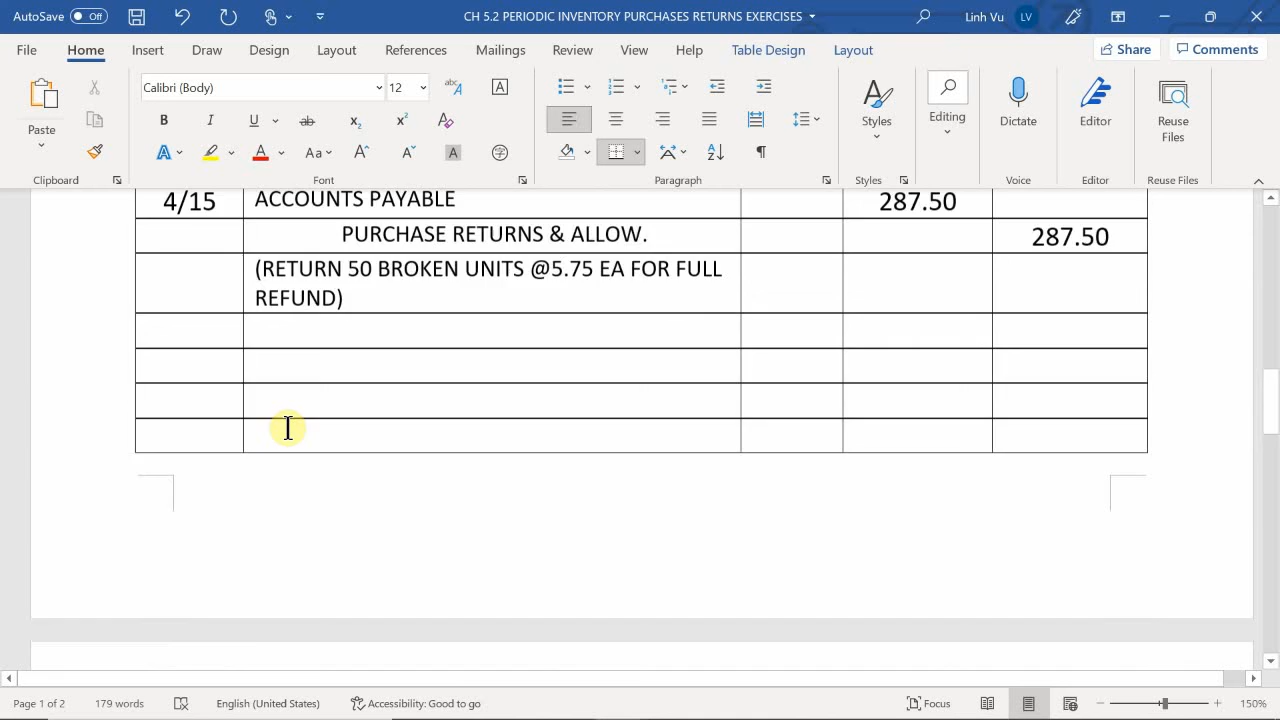 AutoSave Off CH 5.2 PERIODIC INVENTORY PURCHASES RETURNS EXERCISES Linh Vu LV
File Home Insert Draw Design Layout References Mailings Review View Help Table Design Layout Share Comments
Calibri (Body) 12
Paste
Styles
Editing
Dictate
Editor
Reuse
Files
Clipboard Font Paragraph Styles Voice Editor Reuse Files
4/15 ACCOUNTS PAYABLE 287.50
PURCHASE RETURNS & ALLOW. 287.50
(RETURN 50 BROKEN UNITS @5.75 EA FOR FULL
REFUND)
Page 1 of 2 179 words English (United States) Accessibility: Good to go Focus 150%